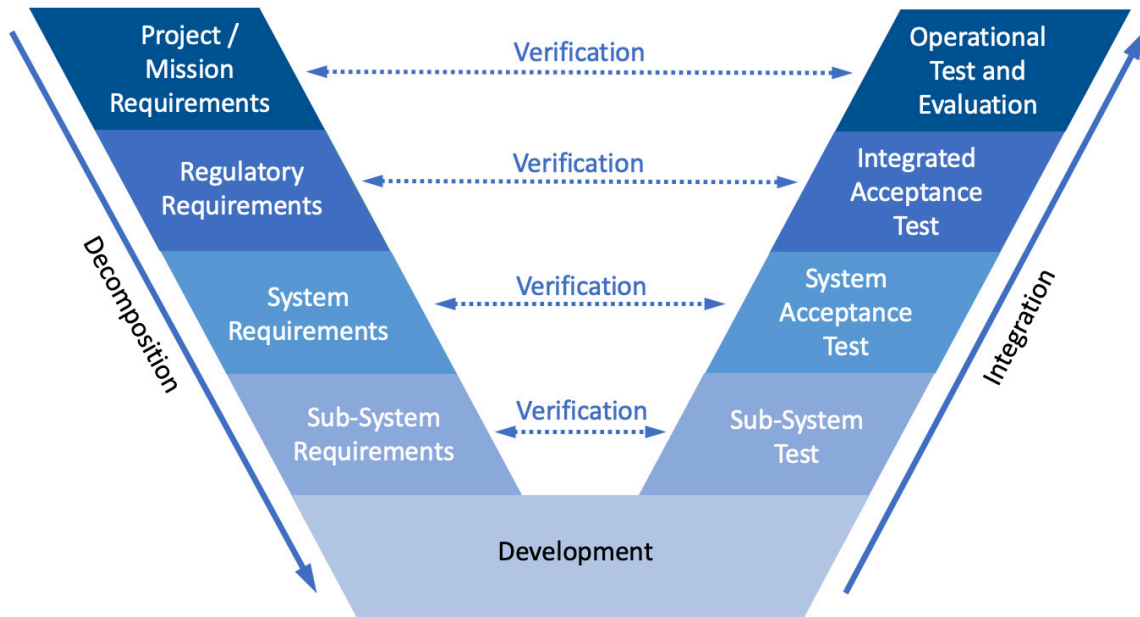 Project /
Mission
Requirements
Verification
Operational
Test and
Evaluation
Regulatory
Requirements
Verification
Integrated
Acceptance
Test
Decomposition
System
Requirements
Verification
System
Acceptance
Test
Integration
Sub-System
Requirements
Verification
Sub-System
Test
Development